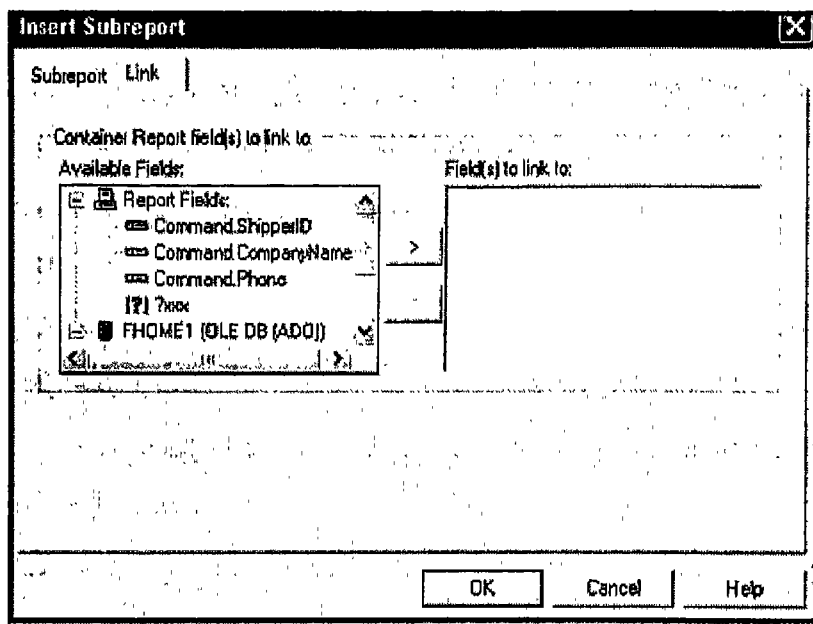 Insert Subreport
Subreport Link
Container Report field(s) to link to
Available Fields:
Field(s) to link to:
Report Fields:
Command.ShipperID
Command.CompanyName
>
Command.Phone
[?] ?xxx
FHOME1 (OLE DB (ADO))
OK Cancel Help